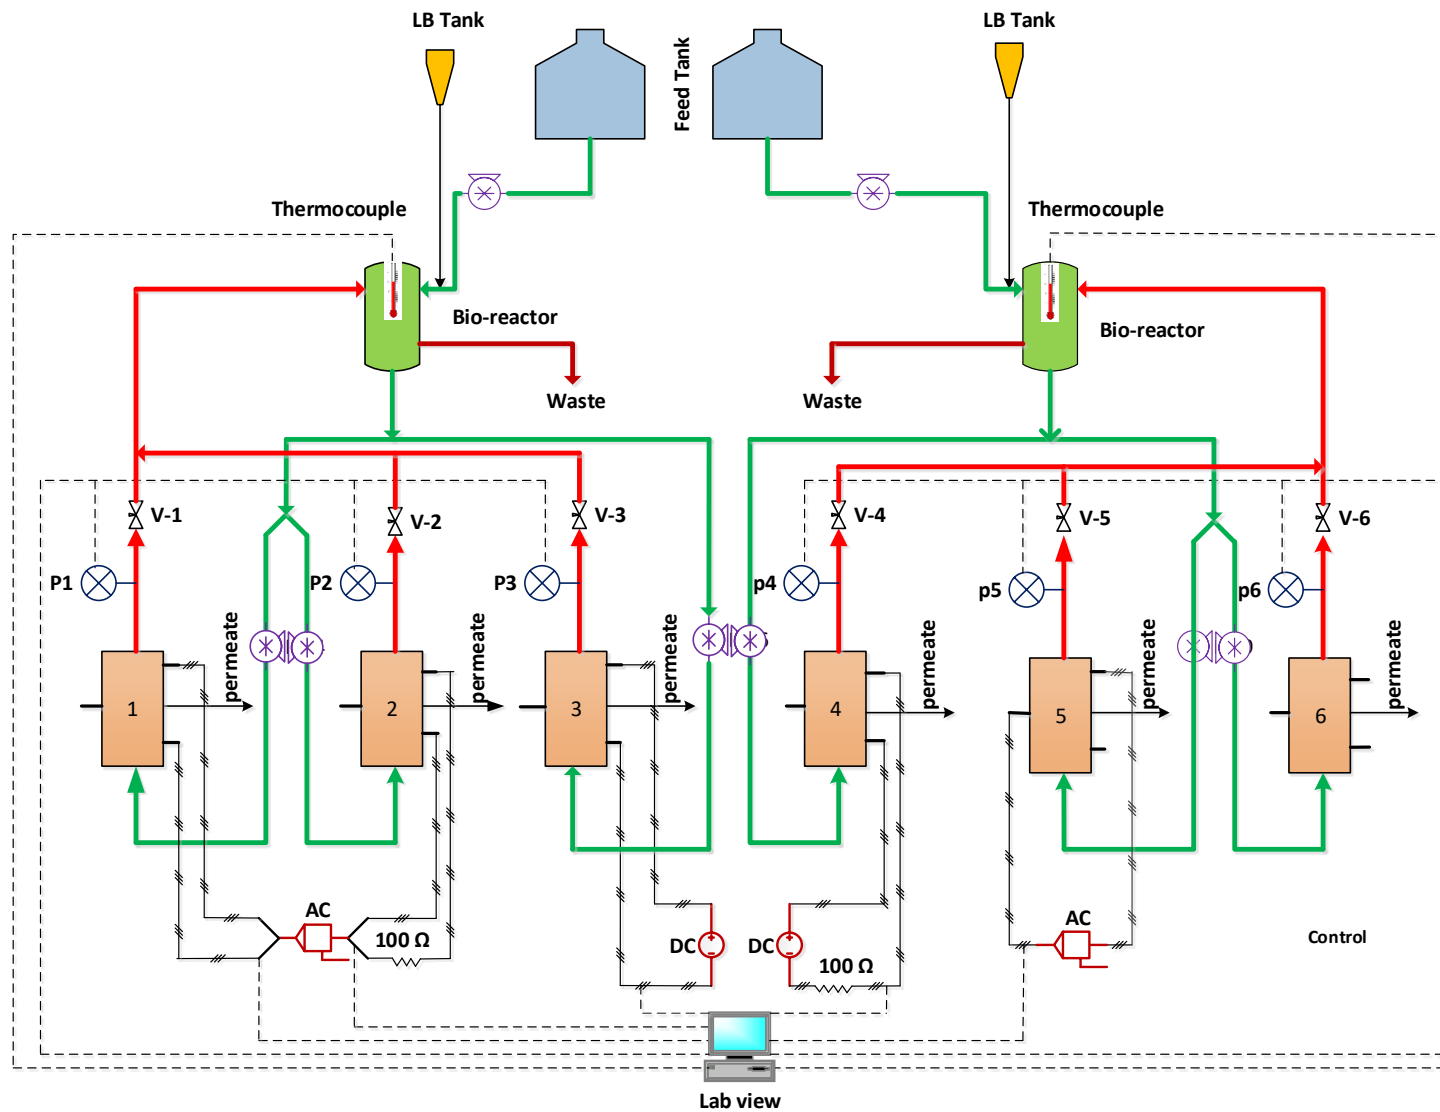 LB Tank
Feed Tank
LB Tank
Thermocouple
Thermocouple
Bio-reactor
Bio-reactor
Waste
Waste
V-1
V-2
V-3
V-4
V-5
V-6
P1
P2
P3
p4
p5
p6
permeate
permeate
permeate
permeate
permeate
permeate
1
2
3
4
5
6
AC
100 Ω
DC
DC
100 Ω
AC
Control
Lab view